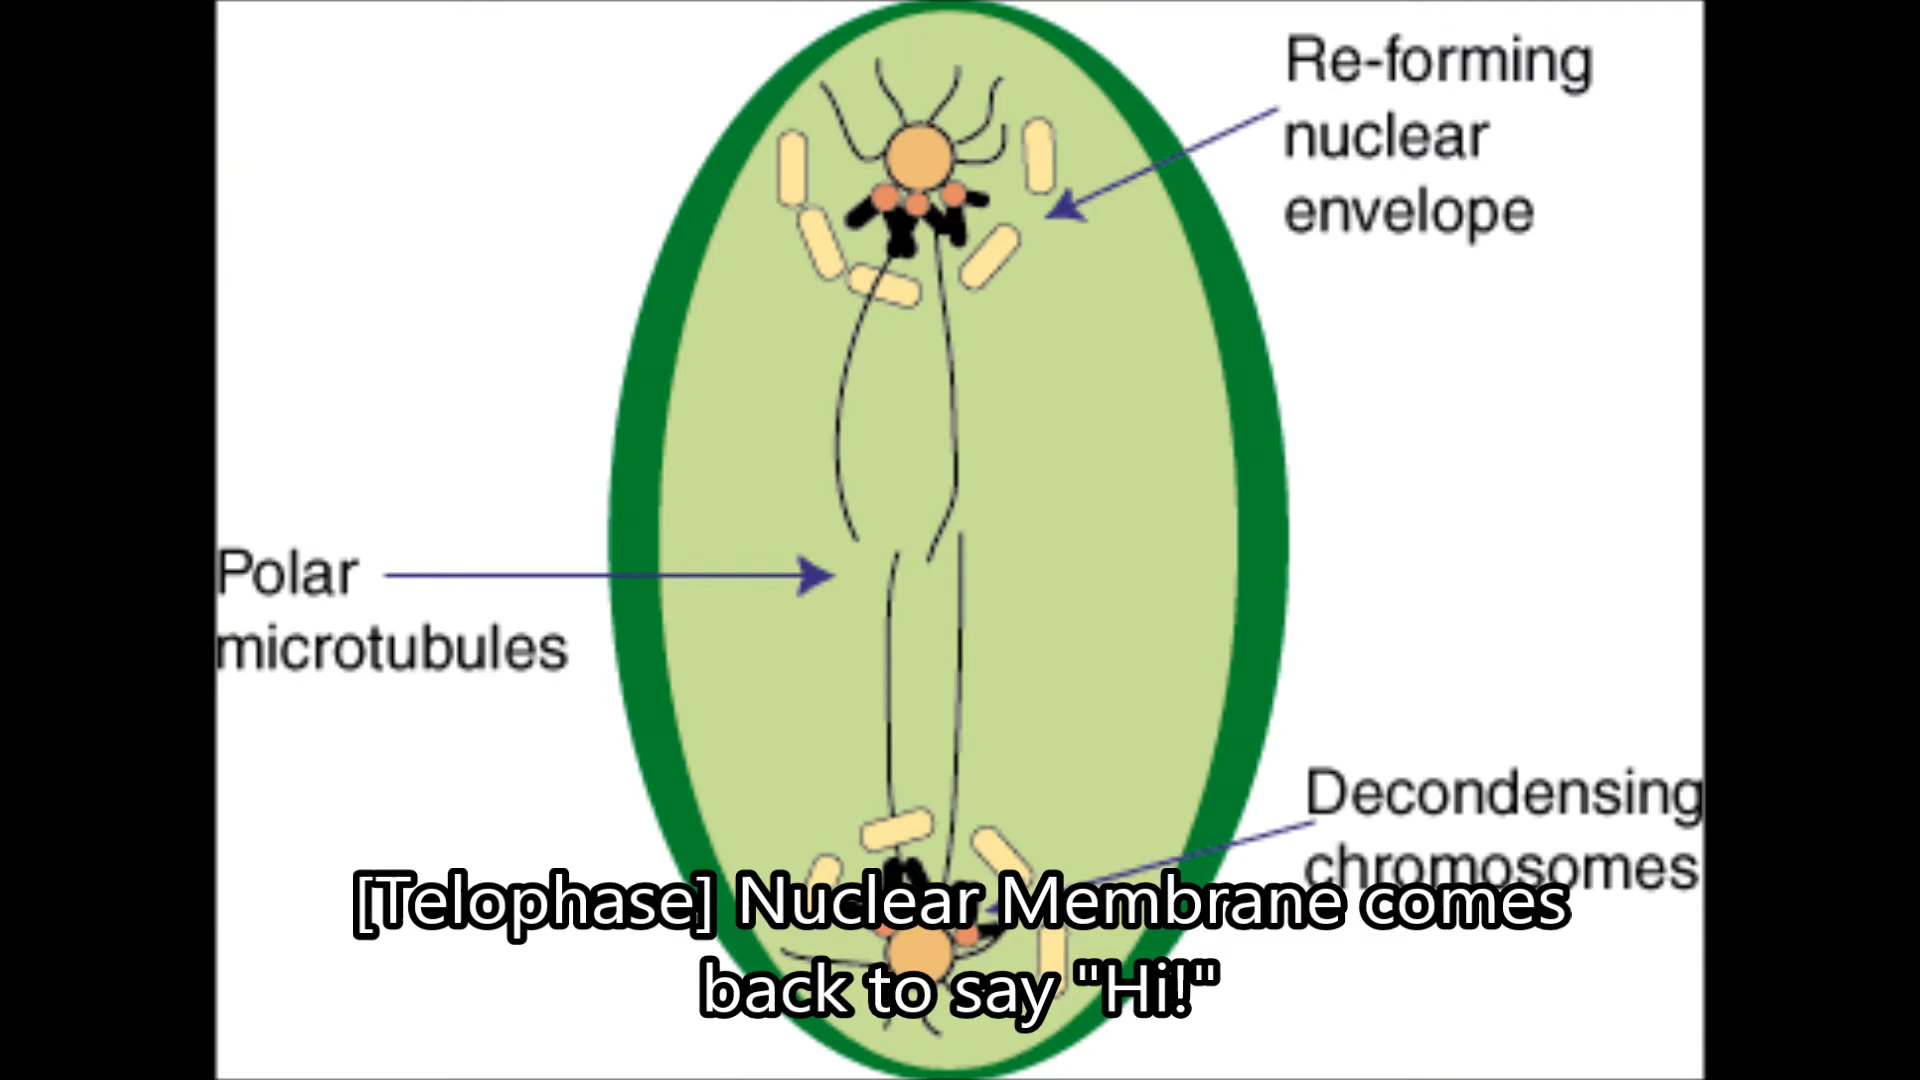 Re-forming
nuclear
envelope
Polar
microtubules
Decondensing
chromosomes
[Telophase] Nuclear Membrane comes
back to say "Hi!"